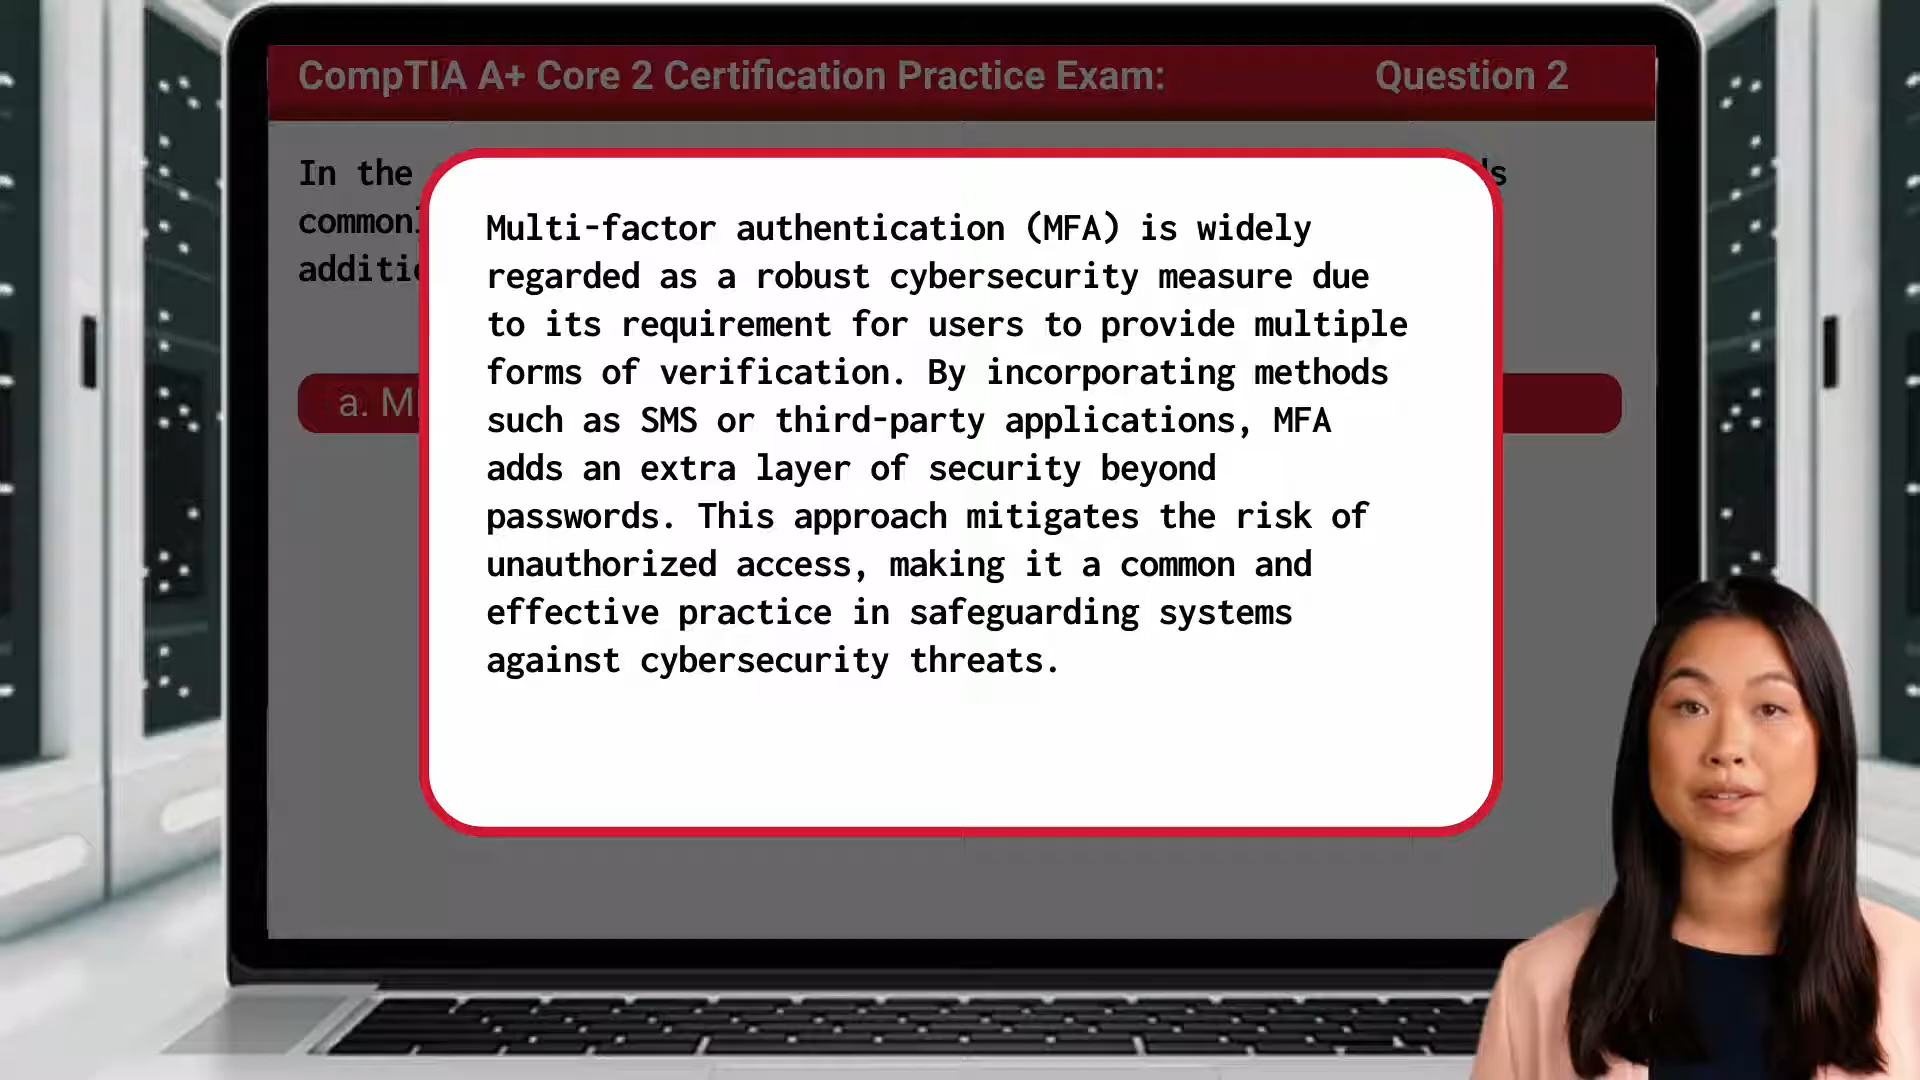 CompTIA A+ Core 2 Certification Practice Exam: Question 2
In the
Multi-factor authentication (MFA) is widely
regarded as a robust cybersecurity measure due
to its requirement for users to provide multiple
forms of verification. By incorporating methods
such as SMS or third-party applications, MFA
adds an extra layer of security beyond
passwords. This approach mitigates the risk of
unauthorized access, making it a common and
effective practice in safeguarding systems
against cybersecurity threats.
a.